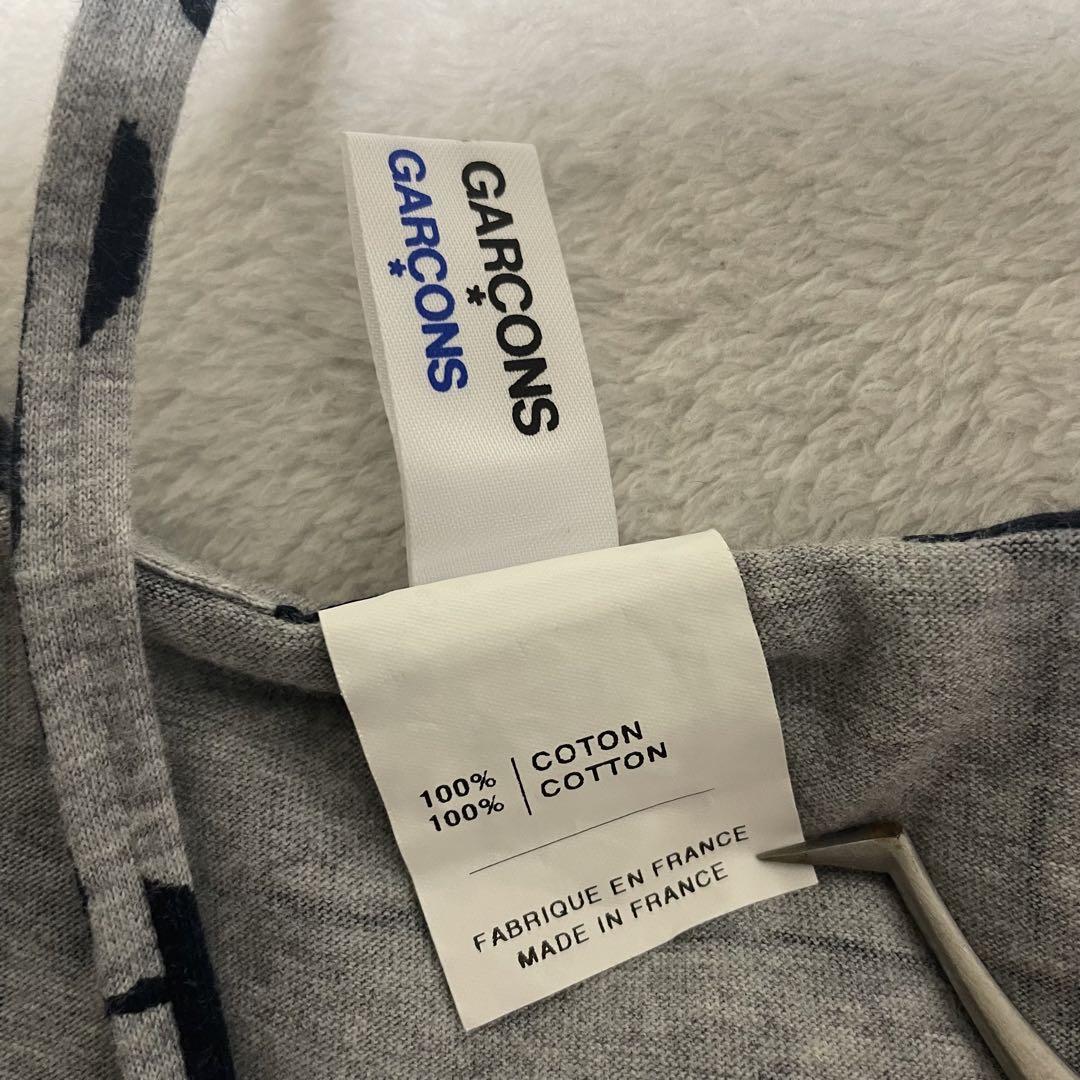 GARÇONS
GARÇONS
100% | COTON
100% | COTTON
FABRIQUE EN FRANCE
MADE IN FRANCE